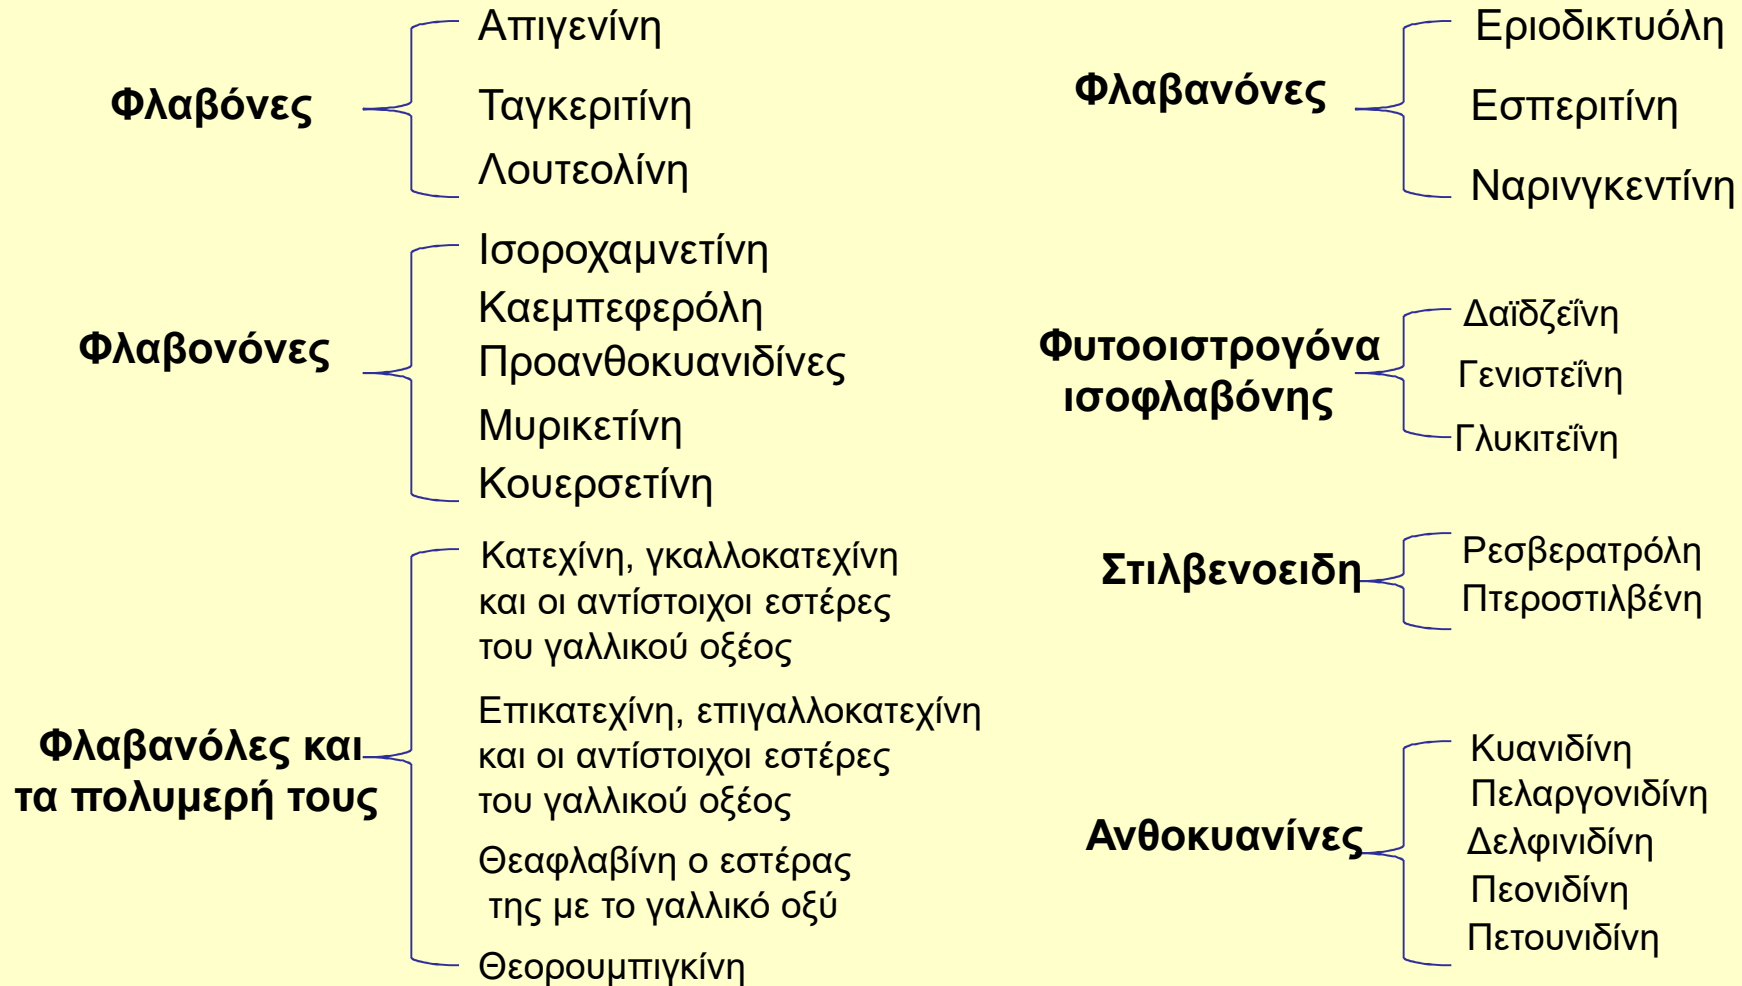 Φλαβόνες
Απιγενίνη
Ταγκεριτίνη
Λουτεολίνη
Φλαβονόνες
Ισοροχαμνετίνη
Καεμπεφερόλη
Προανθοκυανιδίνες
Μυρικετίνη
Κουερσετίνη
Φλαβανόλες και
τα πολυμερή τους
Κατεχίνη, γκαλλοκατεχίνη
και οι αντίστοιχοι εστέρες
του γαλλικού οξέος
Επικατεχίνη, επιγαλλοκατεχίνη
και οι αντίστοιχοι εστέρες
του γαλλικού οξέος
Θεαφλαβίνη ο εστέρας
της με το γαλλικό οξύ
Θεορουμπιγκίνη
Φλαβανόνες
Εριοδικτυόλη
Εσπεριτίνη
Ναρινγκεντίνη
Φυτοοιστρογόνα
ισοφλαβόνης
Δαϊδζεΐνη
Γενιστεΐνη
Γλυκιτεΐνη
Στιλβενοειδη
Ρεσβερατρόλη
Πτεροστιλβένη
Ανθοκυανίνες
Κυανιδίνη
Πελαργονιδίνη
Δελφινιδίνη
Πεονιδίνη
Πετουνιδίνη